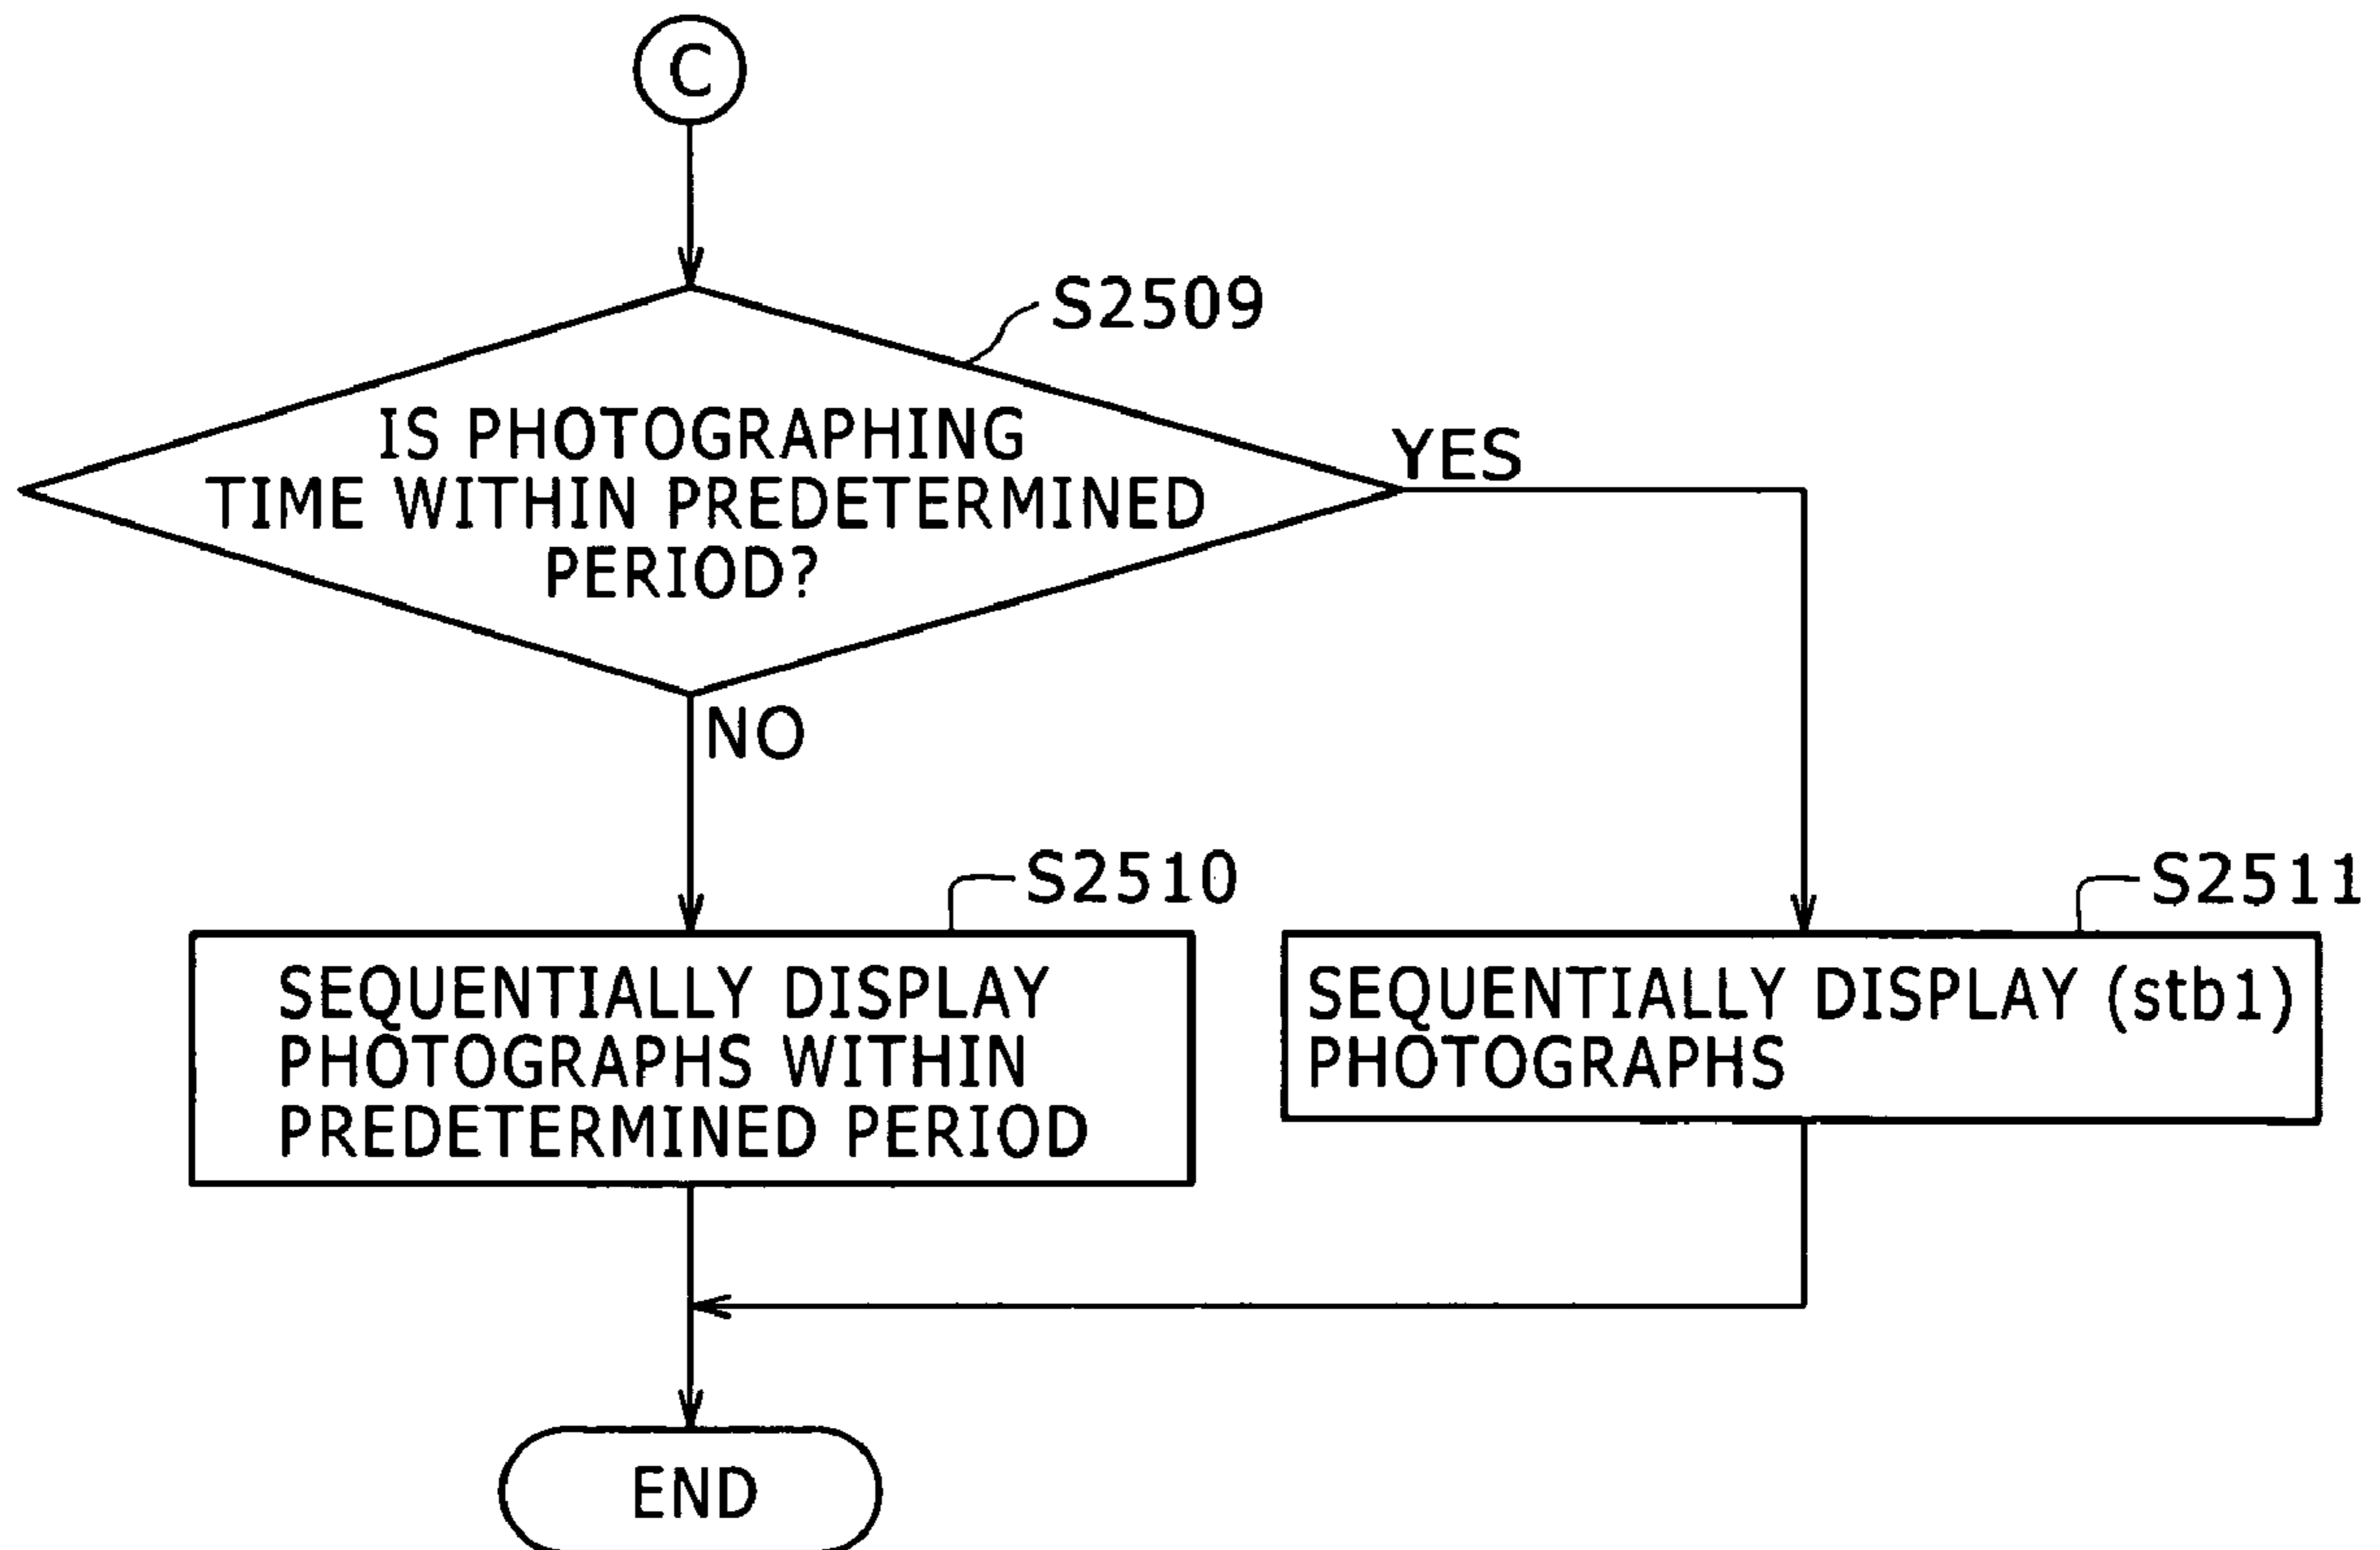 C
S2509
IS PHOTOGRAPHING
TIME WITHIN PREDETERMINED
PERIOD?
YES
NO
S2510
SEQUENTIALLY DISPLAY
PHOTOGRAPHS WITHIN
PREDETERMINED PERIOD
S2511
SEQUENTIALLY DISPLAY (stb1)
PHOTOGRAPHS
END